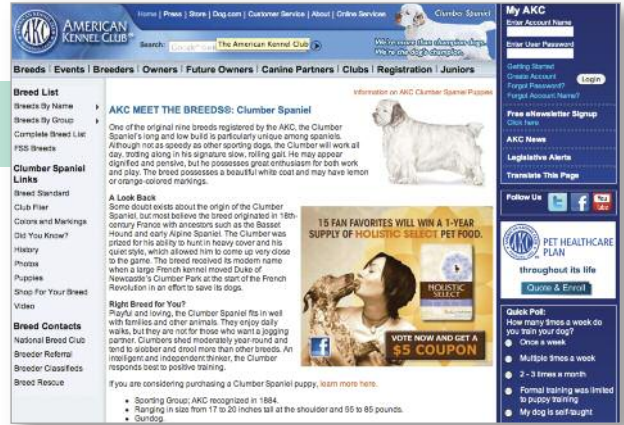 AMERICAN
KENNEL CLUB
Home | Press | Store | Dog.com | Customer Service | About | Online Services
Clumber Spaniel
Search:
The American Kennel Club
We're more than champion dogs.
We're the dog's champion.
Breeds | Events | Breeders | Owners | Future Owners | Canine Partners | Clubs | Registration | Juniors
Breed List
Breeds By Name
Breeds By Group
Complete Breed List
FSS Breeds
Clumber Spaniel
Links
Breed Standard
Club Flier
Colors and Markings
Did You Know?
History
Photos
Puppies
Shop For Your Breed
Video
Breed Contacts
National Breed Club
Breeder Referral
Breeder Classifieds
Breed Rescue
Information on AKC Clumber Spaniel Puppies
AKC MEET THE BREEDS®: Clumber Spaniel
One of the original nine breeds registered by the AKC, the Clumber
Spaniel's long and low build is particularly unique among spaniels.
Although not as speedy as other sporting dogs, the Clumber will work all
day, trotting along in his signature slow, rolling gait. He may appear
dignified and pensive, but he possesses great enthusiasm for both work
and play. The breed possesses a beautiful white coat and may have lemon
or orange-colored markings.
A Look Back
Some doubt exists about the origin of the Clumber
Spaniel, but most believe the breed originated in 18th-
century France with ancestors such as the Basset
Hound and early Alpine Spaniel. The Clumber was
prized for his ability to hunt in heavy cover and his
quiet style, which allowed him to come up very close
to the game. The breed received its modern name
when a large French kennel moved Duke of
Newcastle's Clumber Park at the start of the French
Revolution in an effort to save its dogs.
Right Breed for You?
Playful and loving, the Clumber Spaniel fits in well
with families and other animals. They enjoy daily
walks, but they are not for those who want a jogging
partner. Clumbers shed moderately year-round and
tend to slobber and drool more than other breeds. An
intelligent and independent thinker, the Clumber
responds best to positive training.
If you are considering purchasing a Clumber Spaniel puppy, learn more here.
• Sporting Group; AKC recognized in 1884.
• Ranging in size from 17 to 20 inches tall at the shoulder and 55 to 85 pounds.
• Gundog.
15 FAN FAVORITES WILL WIN A 1-YEAR
SUPPLY OF HOLISTIC SELECT PET FOOD.
HOLISTIC
SELECT
VOTE NOW AND GET A
$5 COUPON
My AKC
Enter Account Name
Enter User Password
Getting Started
Create Account
Forgot Password?
Forgot Account Name?
Login
Free eNewsletter Signup
Click here
AKC News
Legislative Alerts
Translate This Page
Follow Us
You
Tube
PET HEALTHCARE
PLAN
throughout its life
Quote & Enroll
Quick Poll:
How many times a week do
you train your dog?
Once a week
Multiple times a week
2 - 3 times a month
Formal training was limited
to puppy training
My dog is self-taught